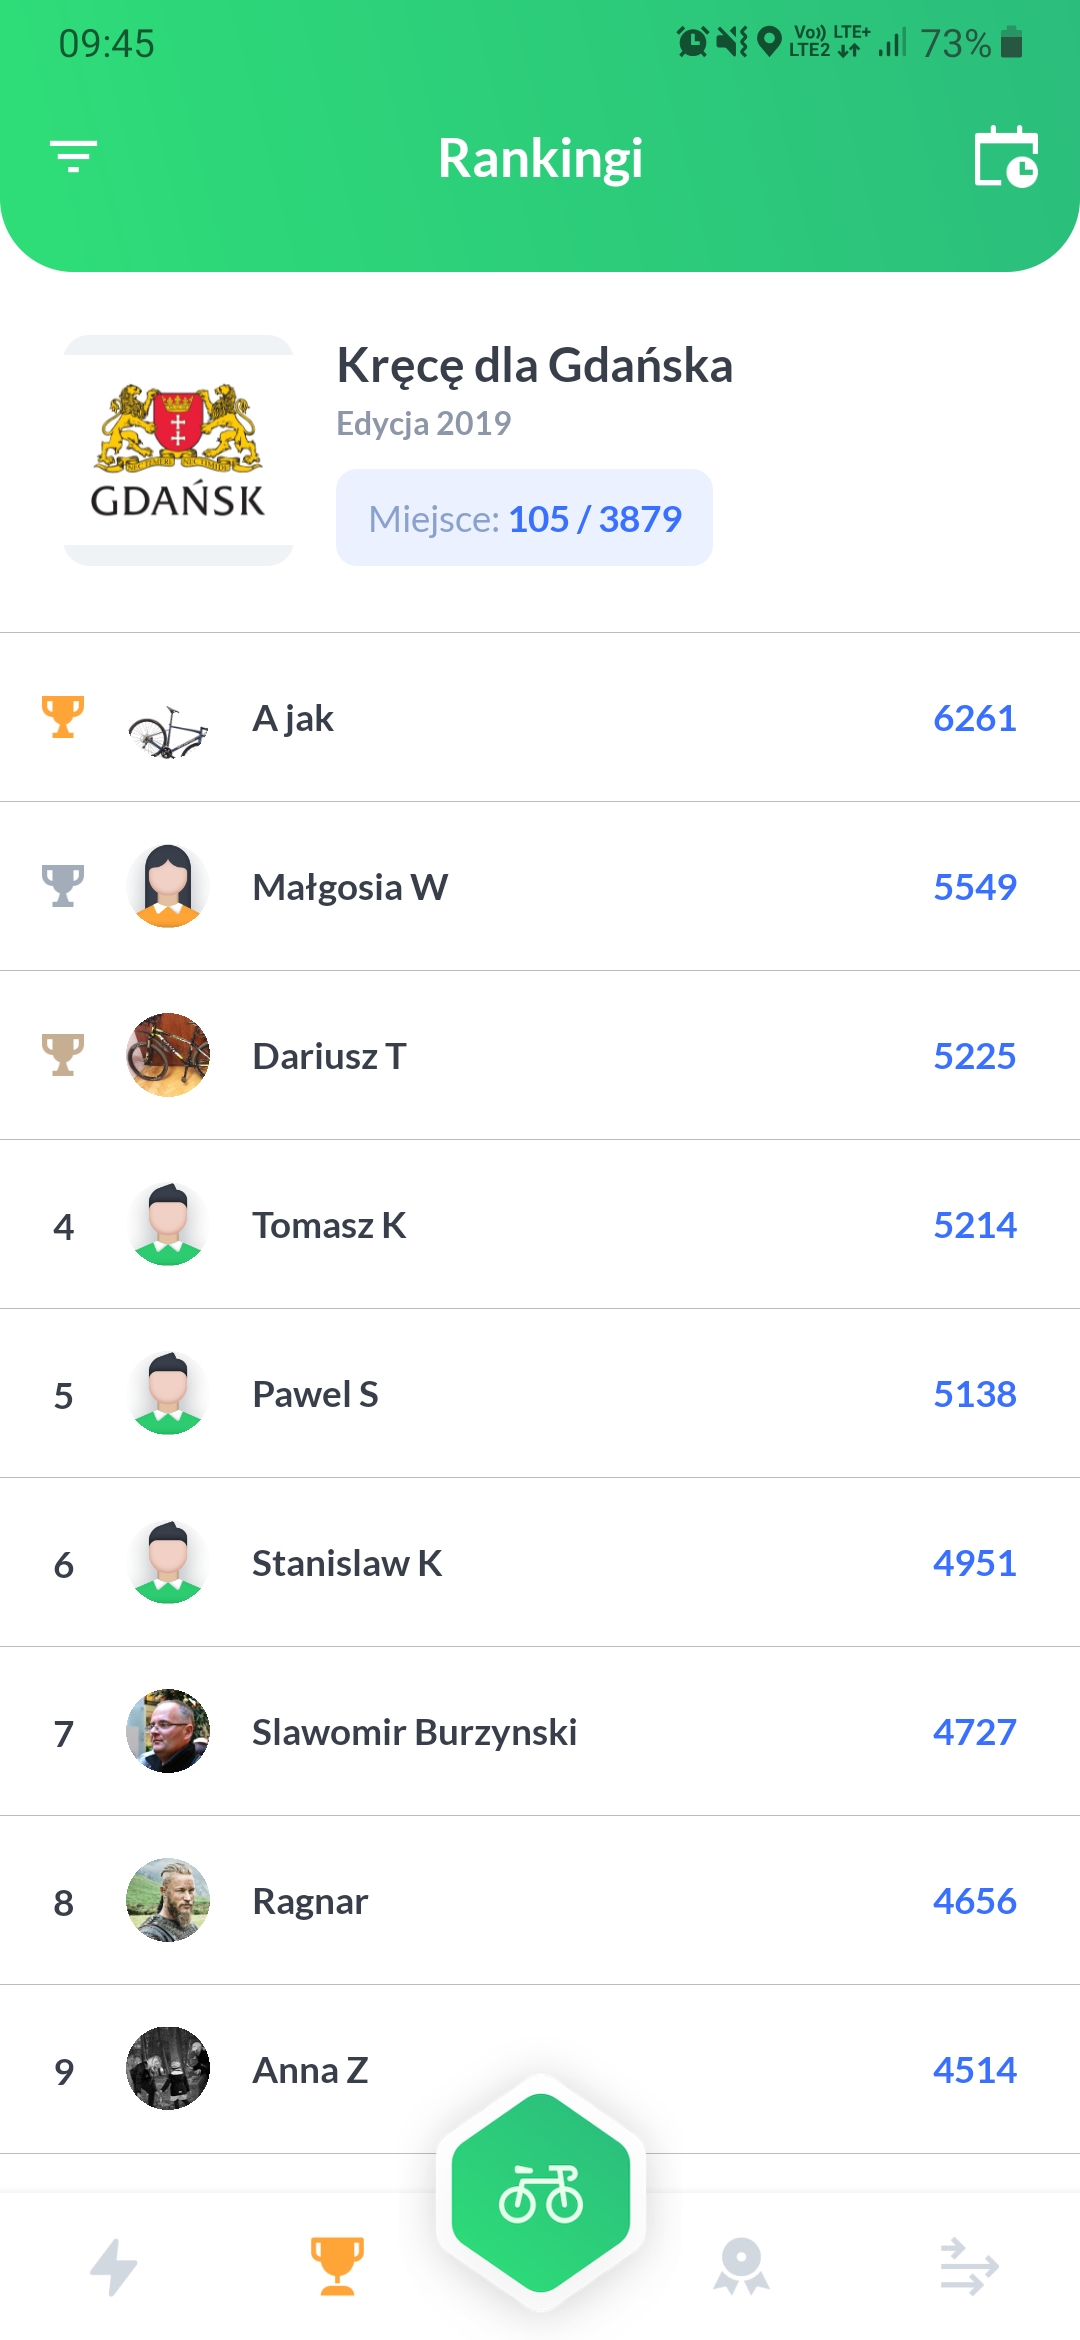 09:45
Vo)) LTE+
LTE2
73%
Rankingi
GDAŃSK
Kręcę dla Gdańska
Edycja 2019
Miejsce: 105 / 3879
A jak 6261
Małgosia W 5549
Dariusz T 5225
4 Tomasz K 5214
5 Pawel S 5138
6 Stanislaw K 4951
7 Slawomir Burzynski 4727
8 Ragnar 4656
9 Anna Z 4514